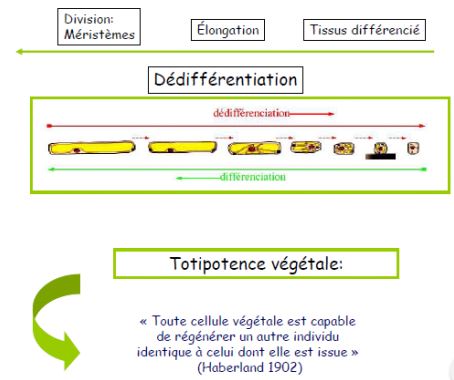 Division:
Méristèmes
Élongation
Tissus différencié
Dédifférentiation
dédifférenciation
différenciation
Totipotence végétale:
« Toute cellule végétale est capable
de régénérer un autre individu
identique à celui dont elle est issue »
(Haberland 1902)